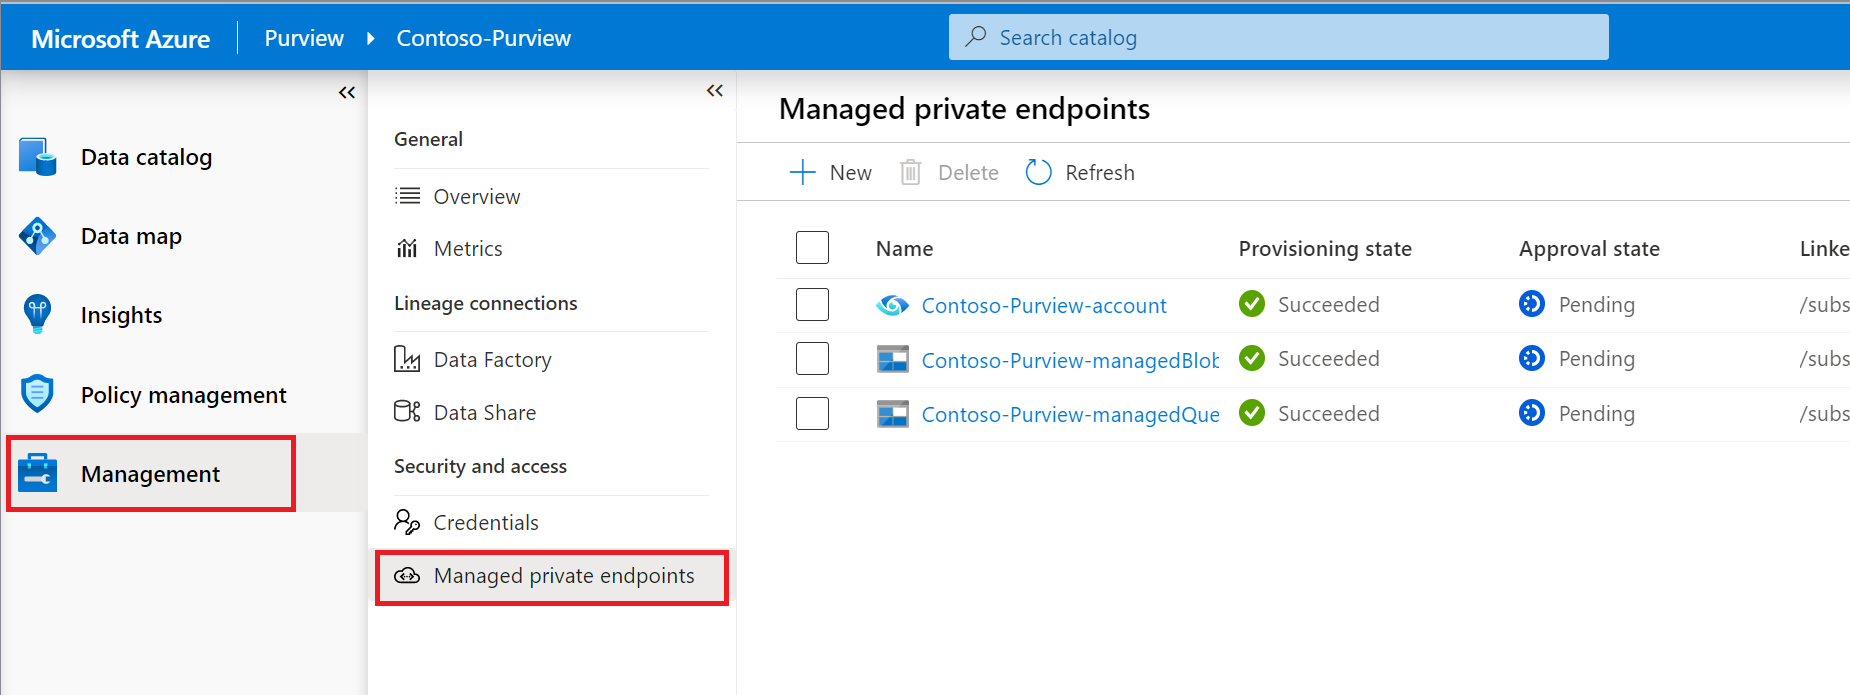 Microsoft Azure Purview Contoso-Purview Search catalog
Data catalog
Data map
Insights
Policy management
Management
General
Overview
Metrics
Lineage connections
Data Factory
Data Share
Security and access
Credentials
Managed private endpoints
Managed private endpoints
New Delete Refresh
Name Provisioning state Approval state Linke
Contoso-Purview-account Succeeded Pending /subs
Contoso-Purview-managedBlob Succeeded Pending /subs
Contoso-Purview-managedQue Succeeded Pending /subs